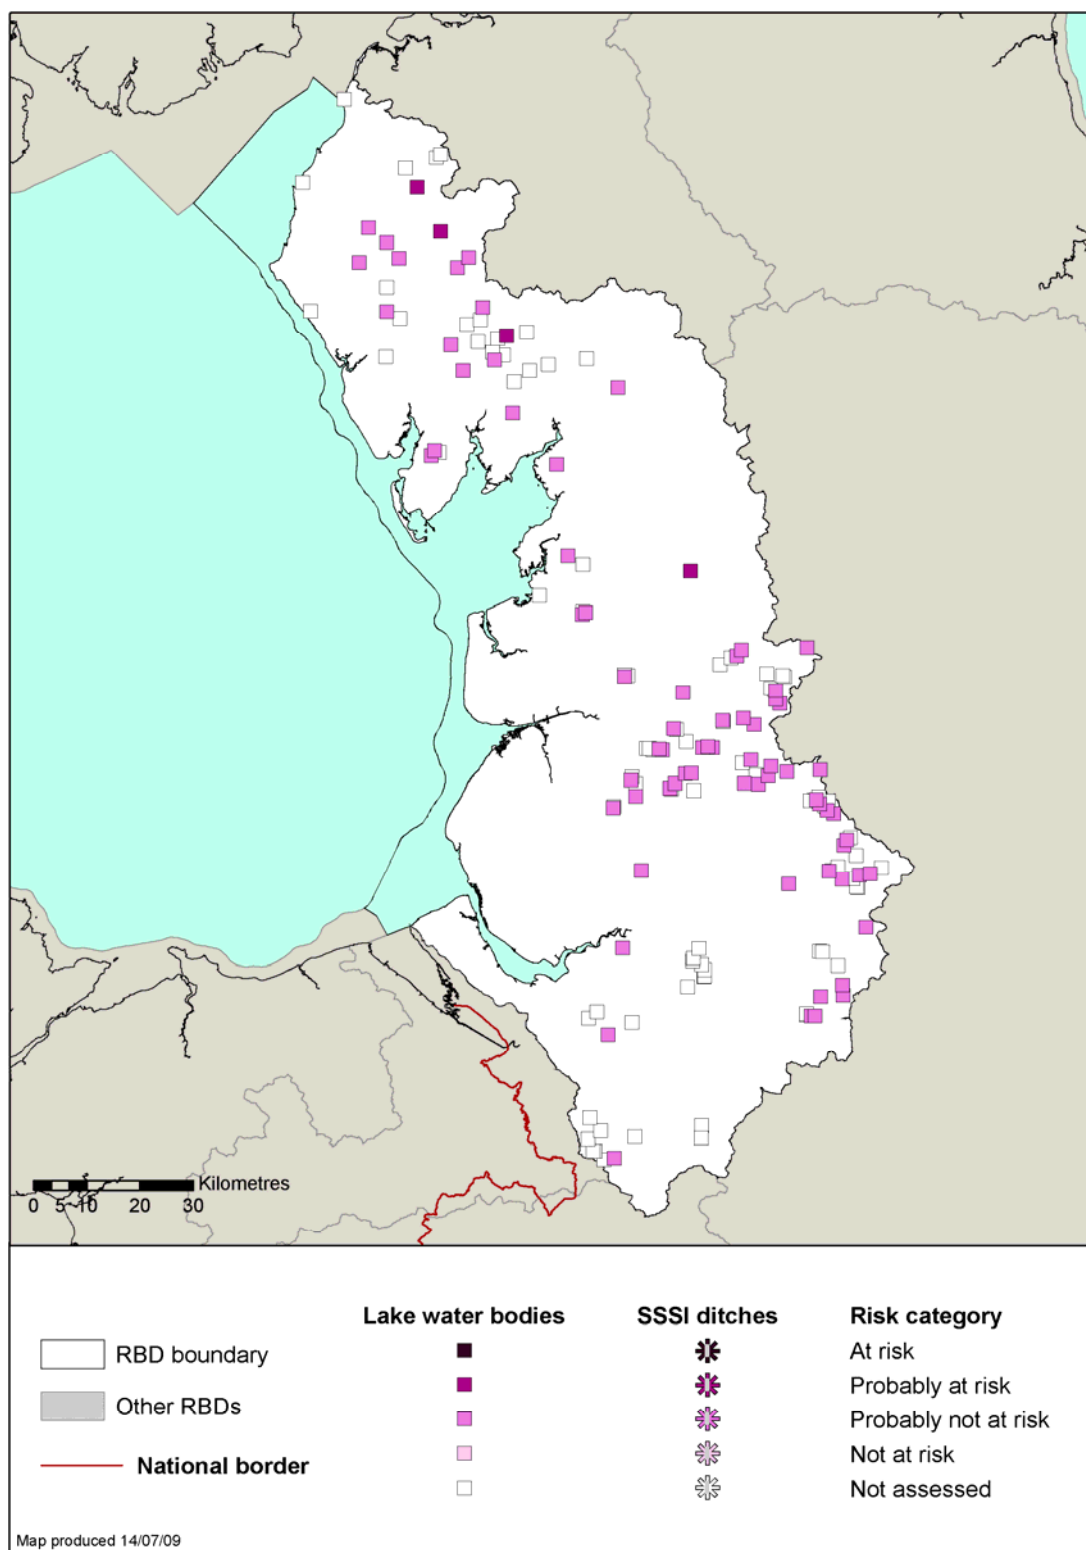 Kilometres
0 5 10 20 30
Lake water bodies SSSI ditches Risk category
RBD boundary At risk
Other RBDs Probably at risk
Probably not at risk
National border Not at risk
Not assessed
Map produced 14/07/09